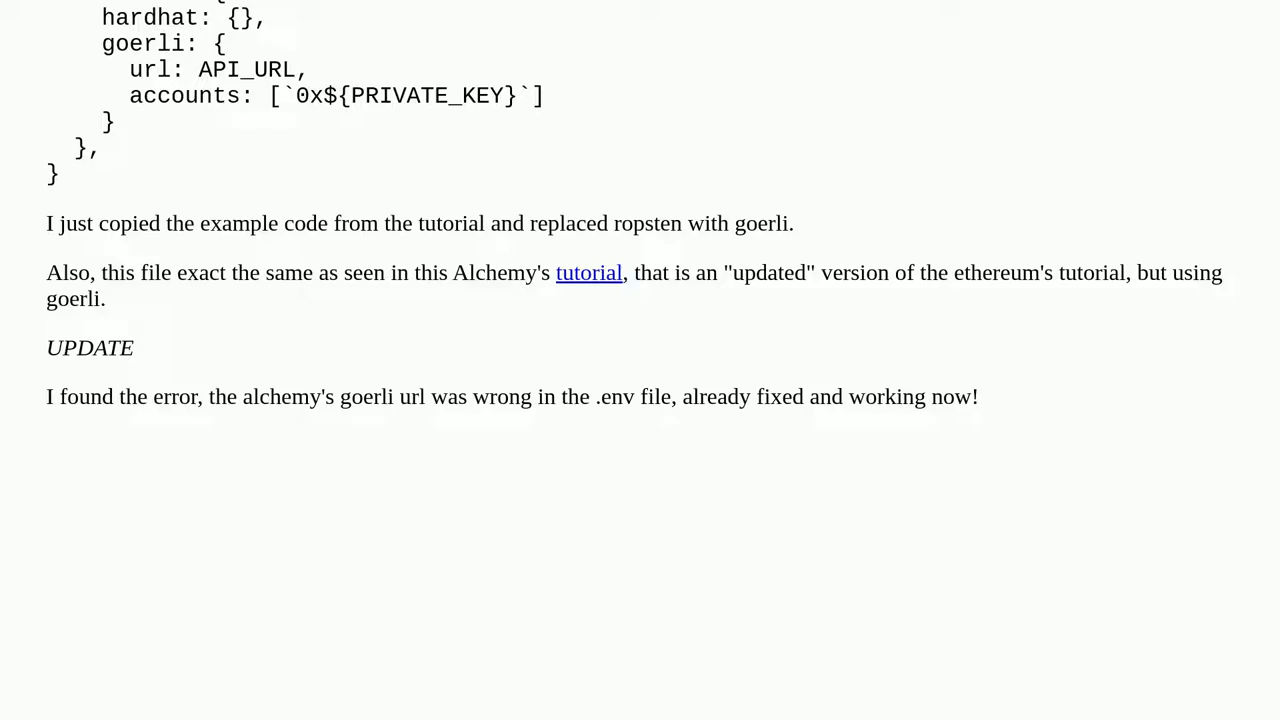 hardhat: {},
goerli: {
url: API_URL,
accounts: [`0x${PRIVATE_KEY}`]
}
},
}
I just copied the example code from the tutorial and replaced ropsten with goerli.
Also, this file exact the same as seen in this Alchemy's tutorial, that is an "updated" version of the ethereum's tutorial, but using
goerli.
UPDATE
I found the error, the alchemy's goerli url was wrong in the .env file, already fixed and working now!